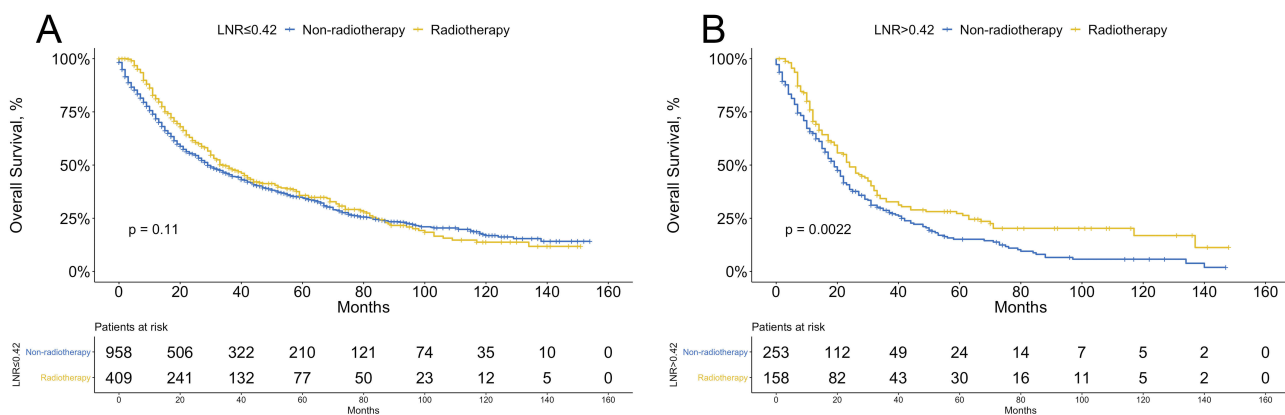 A
LNR≤0.42 Non-radiotherapy Radiotherapy
Overall Survival, %
100%
75%
50%
25%
0%
p = 0.11
0 20 40 60 80 100 120 140 160
Months
Patients at risk
LNR≤0.42
Non-radiotherapy 958 506 322 210 121 74 35 10 0
Radiotherapy 409 241 132 77 50 23 12 5 0
0 20 40 60 80 100 120 140 160
Months
B
LNR>0.42 Non-radiotherapy Radiotherapy
Overall Survival, %
100%
75%
50%
25%
0%
p = 0.0022
0 20 40 60 80 100 120 140 160
Months
Patients at risk
LNR>0.42
Non-radiotherapy 253 112 49 24 14 7 5 2 0
Radiotherapy 158 82 43 30 16 11 5 2 0
0 20 40 60 80 100 120 140 160
Months